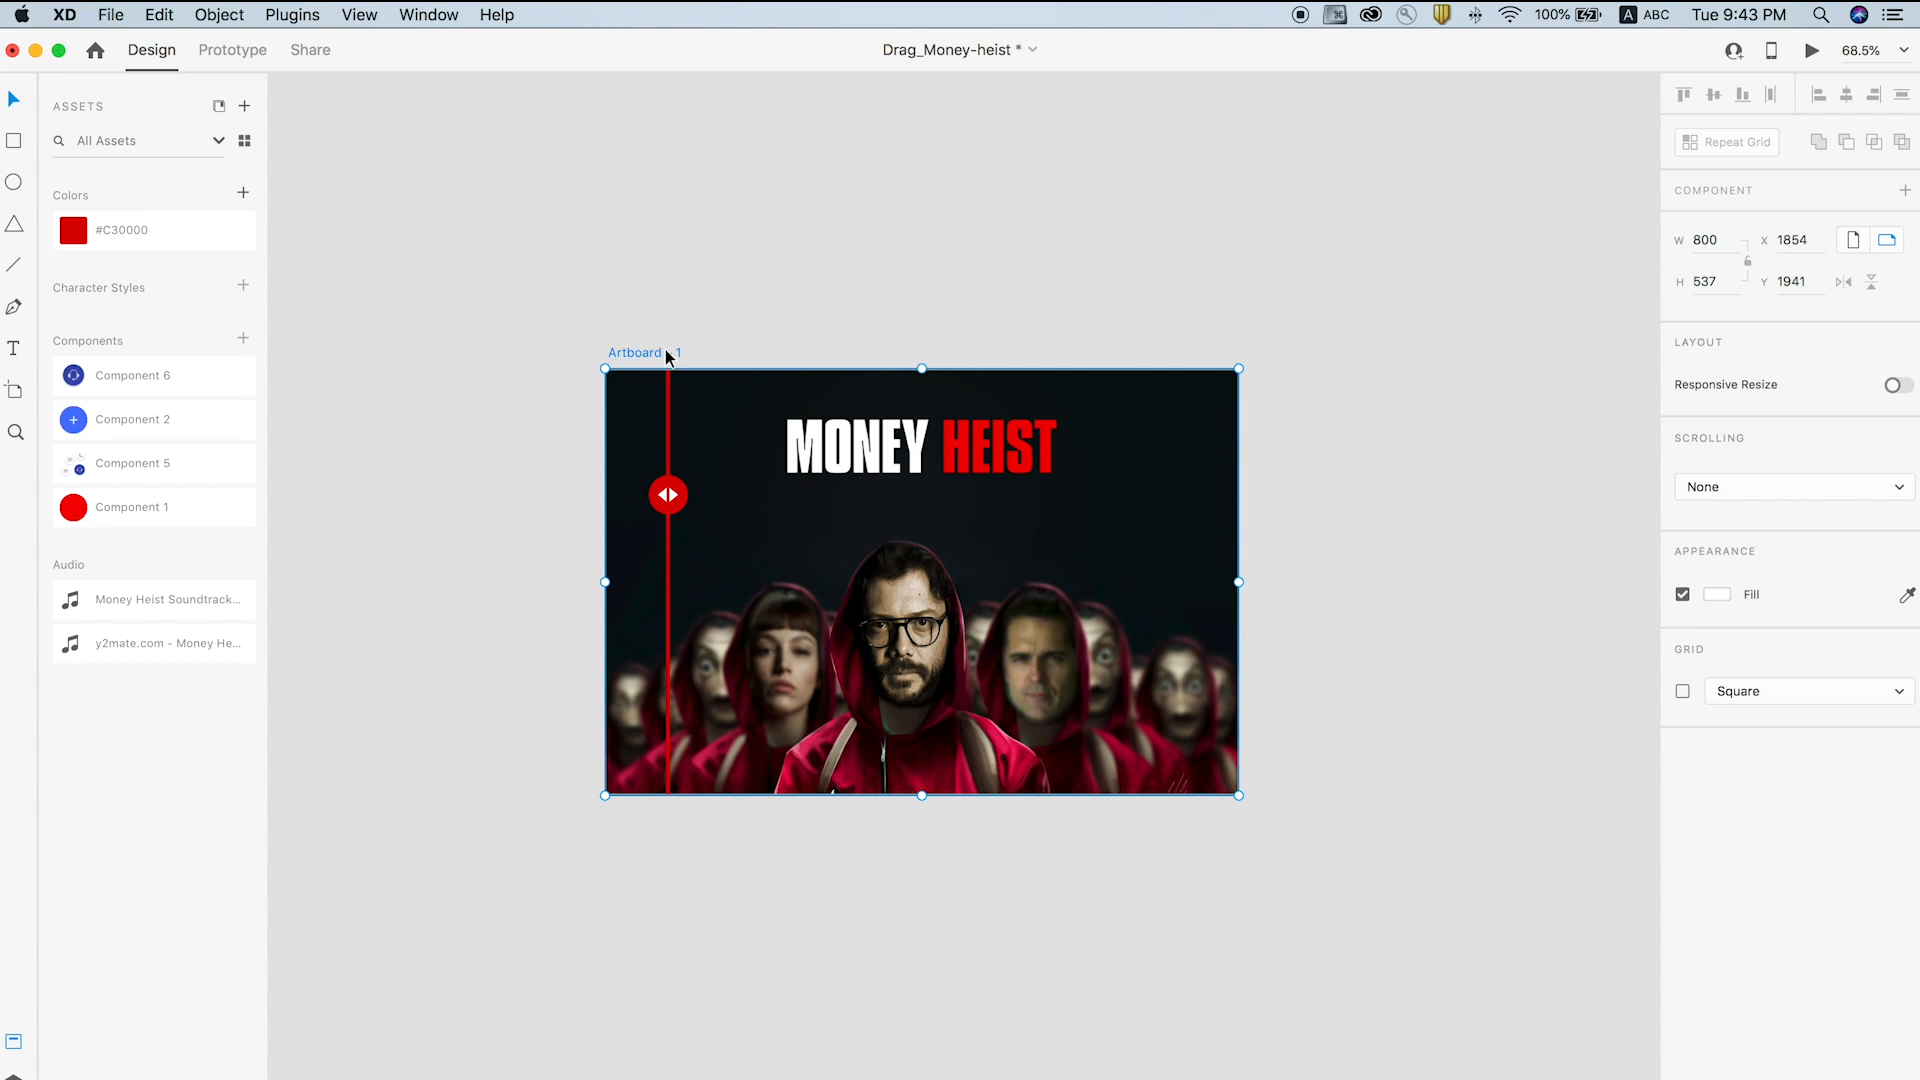 XD File Edit Object Plugins View Window Help 100% A ABC Tue 9:43 PM
Design Prototype Share Drag_Money-heist * 68.5%
ASSETS
All Assets
Colors
#C30000
Character Styles
Components
Component 6
Component 2
Component 5
Component 1
Audio
Money Heist Soundtrack...
y2mate.com - Money He...
Artboard 1
MONEY HEIST
Repeat Grid
COMPONENT
W 800 X 1854
H 537 Y 1941
LAYOUT
Responsive Resize
SCROLLING
None
APPEARANCE
Fill
GRID
Square